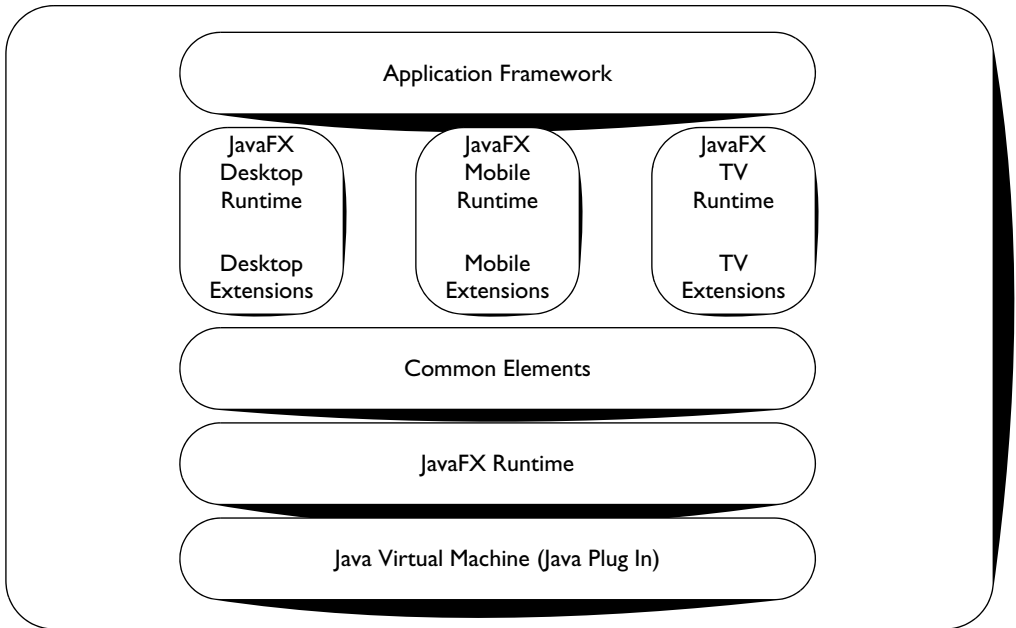 Application Framework
JavaFX
Desktop
Runtime
Desktop
Extensions
JavaFX
Mobile
Runtime
Mobile
Extensions
JavaFX
TV
Runtime
TV
Extensions
Common Elements
JavaFX Runtime
Java Virtual Machine (Java Plug In)